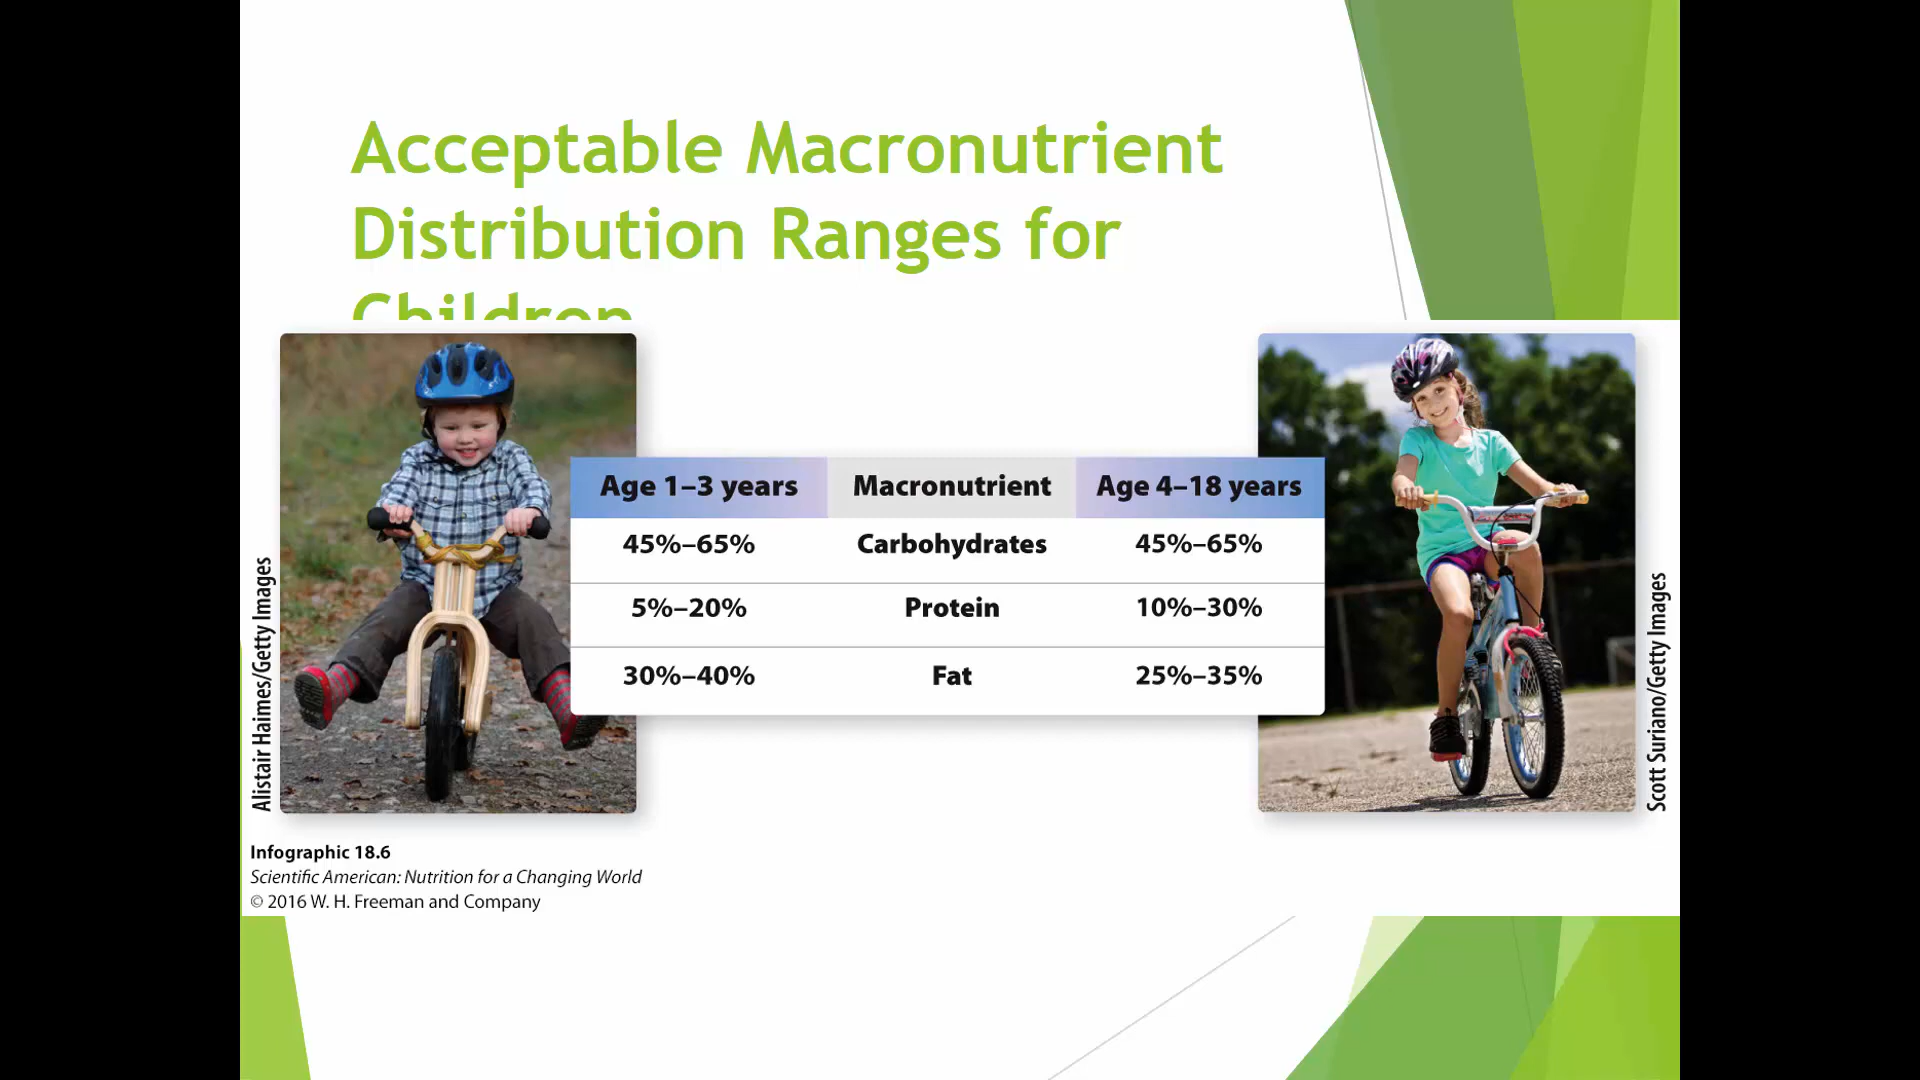 Acceptable Macronutrient
Distribution Ranges for
Children
Age 1–3 years Macronutrient Age 4–18 years
45%–65% Carbohydrates 45%–65%
5%–20% Protein 10%–30%
30%–40% Fat 25%–35%
Alistair Haimes/Getty Images
Scott Suriano/Getty Images
Infographic 18.6
Scientific American: Nutrition for a Changing World
© 2016 W. H. Freeman and Company